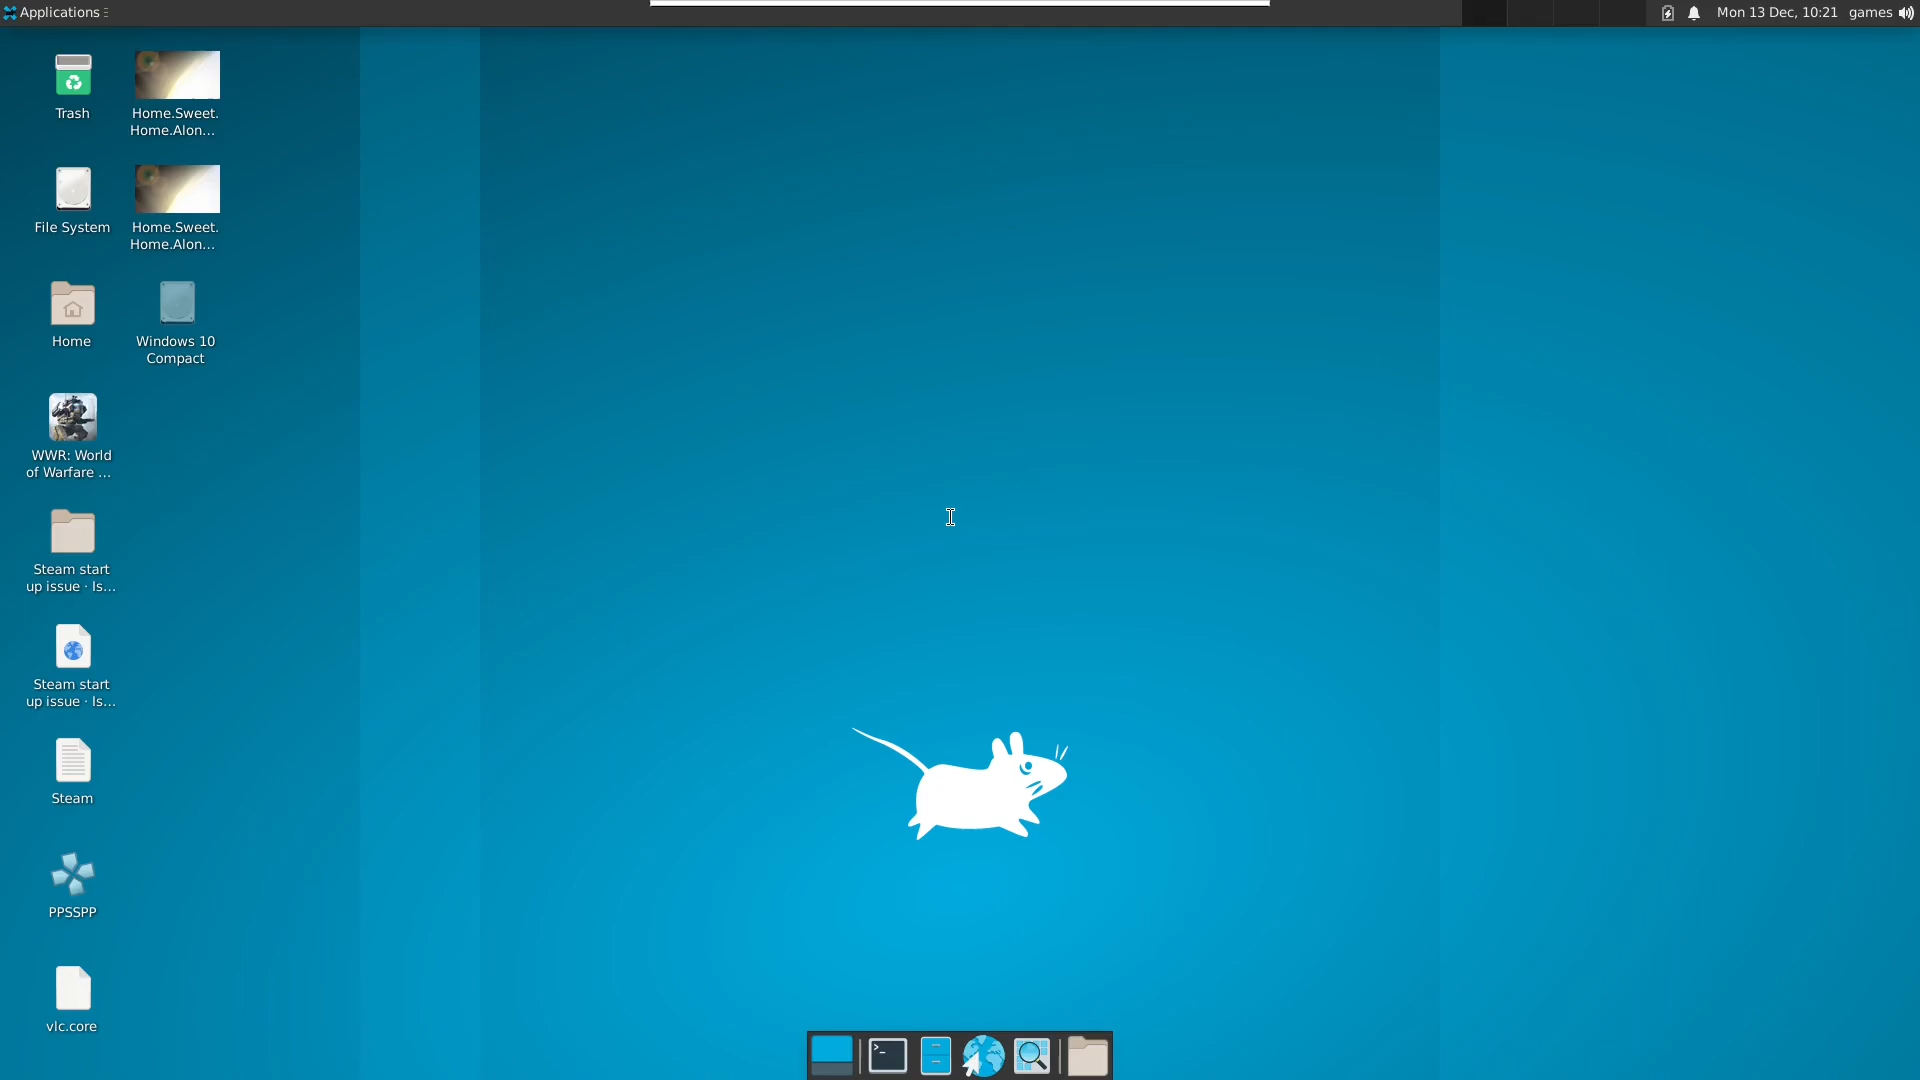 Applications
Mon 13 Dec, 10:21
games
Trash
Home.Sweet.
Home.Alon...
File System
Home.Sweet.
Home.Alon...
Home
Windows 10
Compact
WWR: World
of Warfare ...
Steam start
up issue · Is...
Steam start
up issue · Is...
Steam
PPSSPP
vlc.core